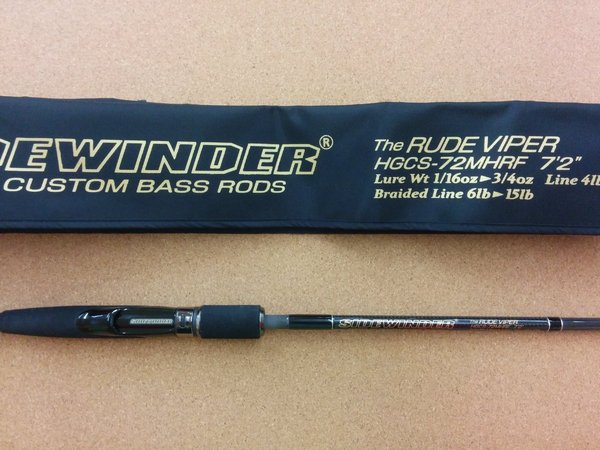 DEWINDER®
CUSTOM BASS RODS
The RUDE VIPER
HGCS-72MHRF 7'2"
Lure Wt 1/16oz►3/4oz Line 4lb
Braided Line 6lb►15lb
SIDEWINDER The RUDE VIPER